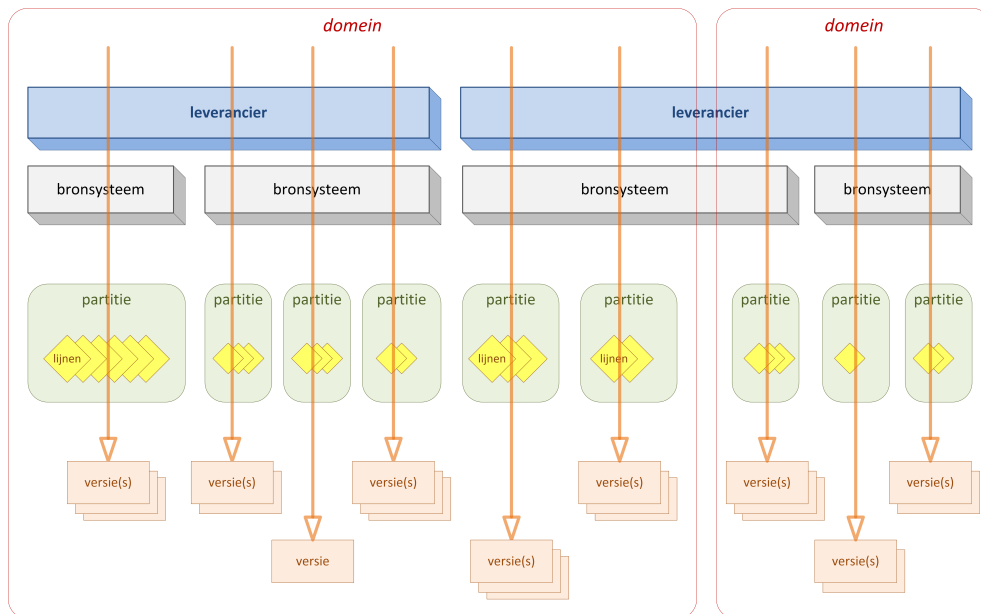 domein
domein
leverancier
leverancier
bronsysteem
bronsysteem
bronsysteem
bronsysteem
partitie
partitie
partitie
partitie
partitie
partitie
partitie
partitie
partitie
lijnen
lijnen
lijnen
versie(s)
versie(s)
versie(s)
versie(s)
versie(s)
versie(s)
versie
versie(s)
versie(s)